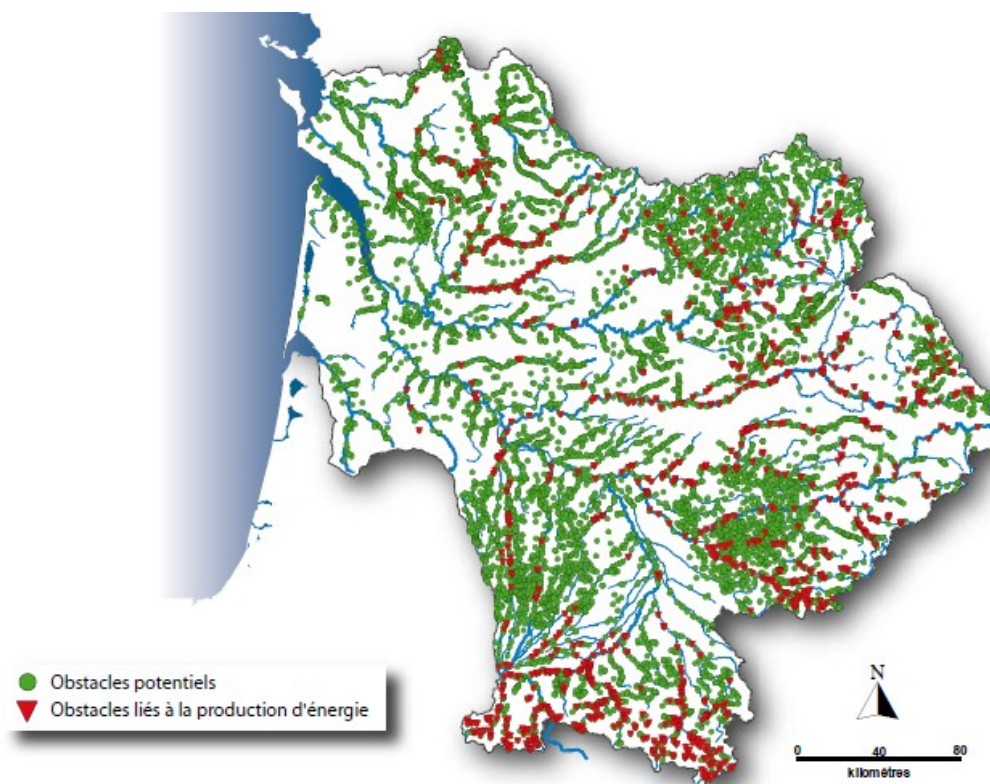 Obstacles potentiels
Obstacles liés à la production d'énergie
N
0 40 80
kilomètres